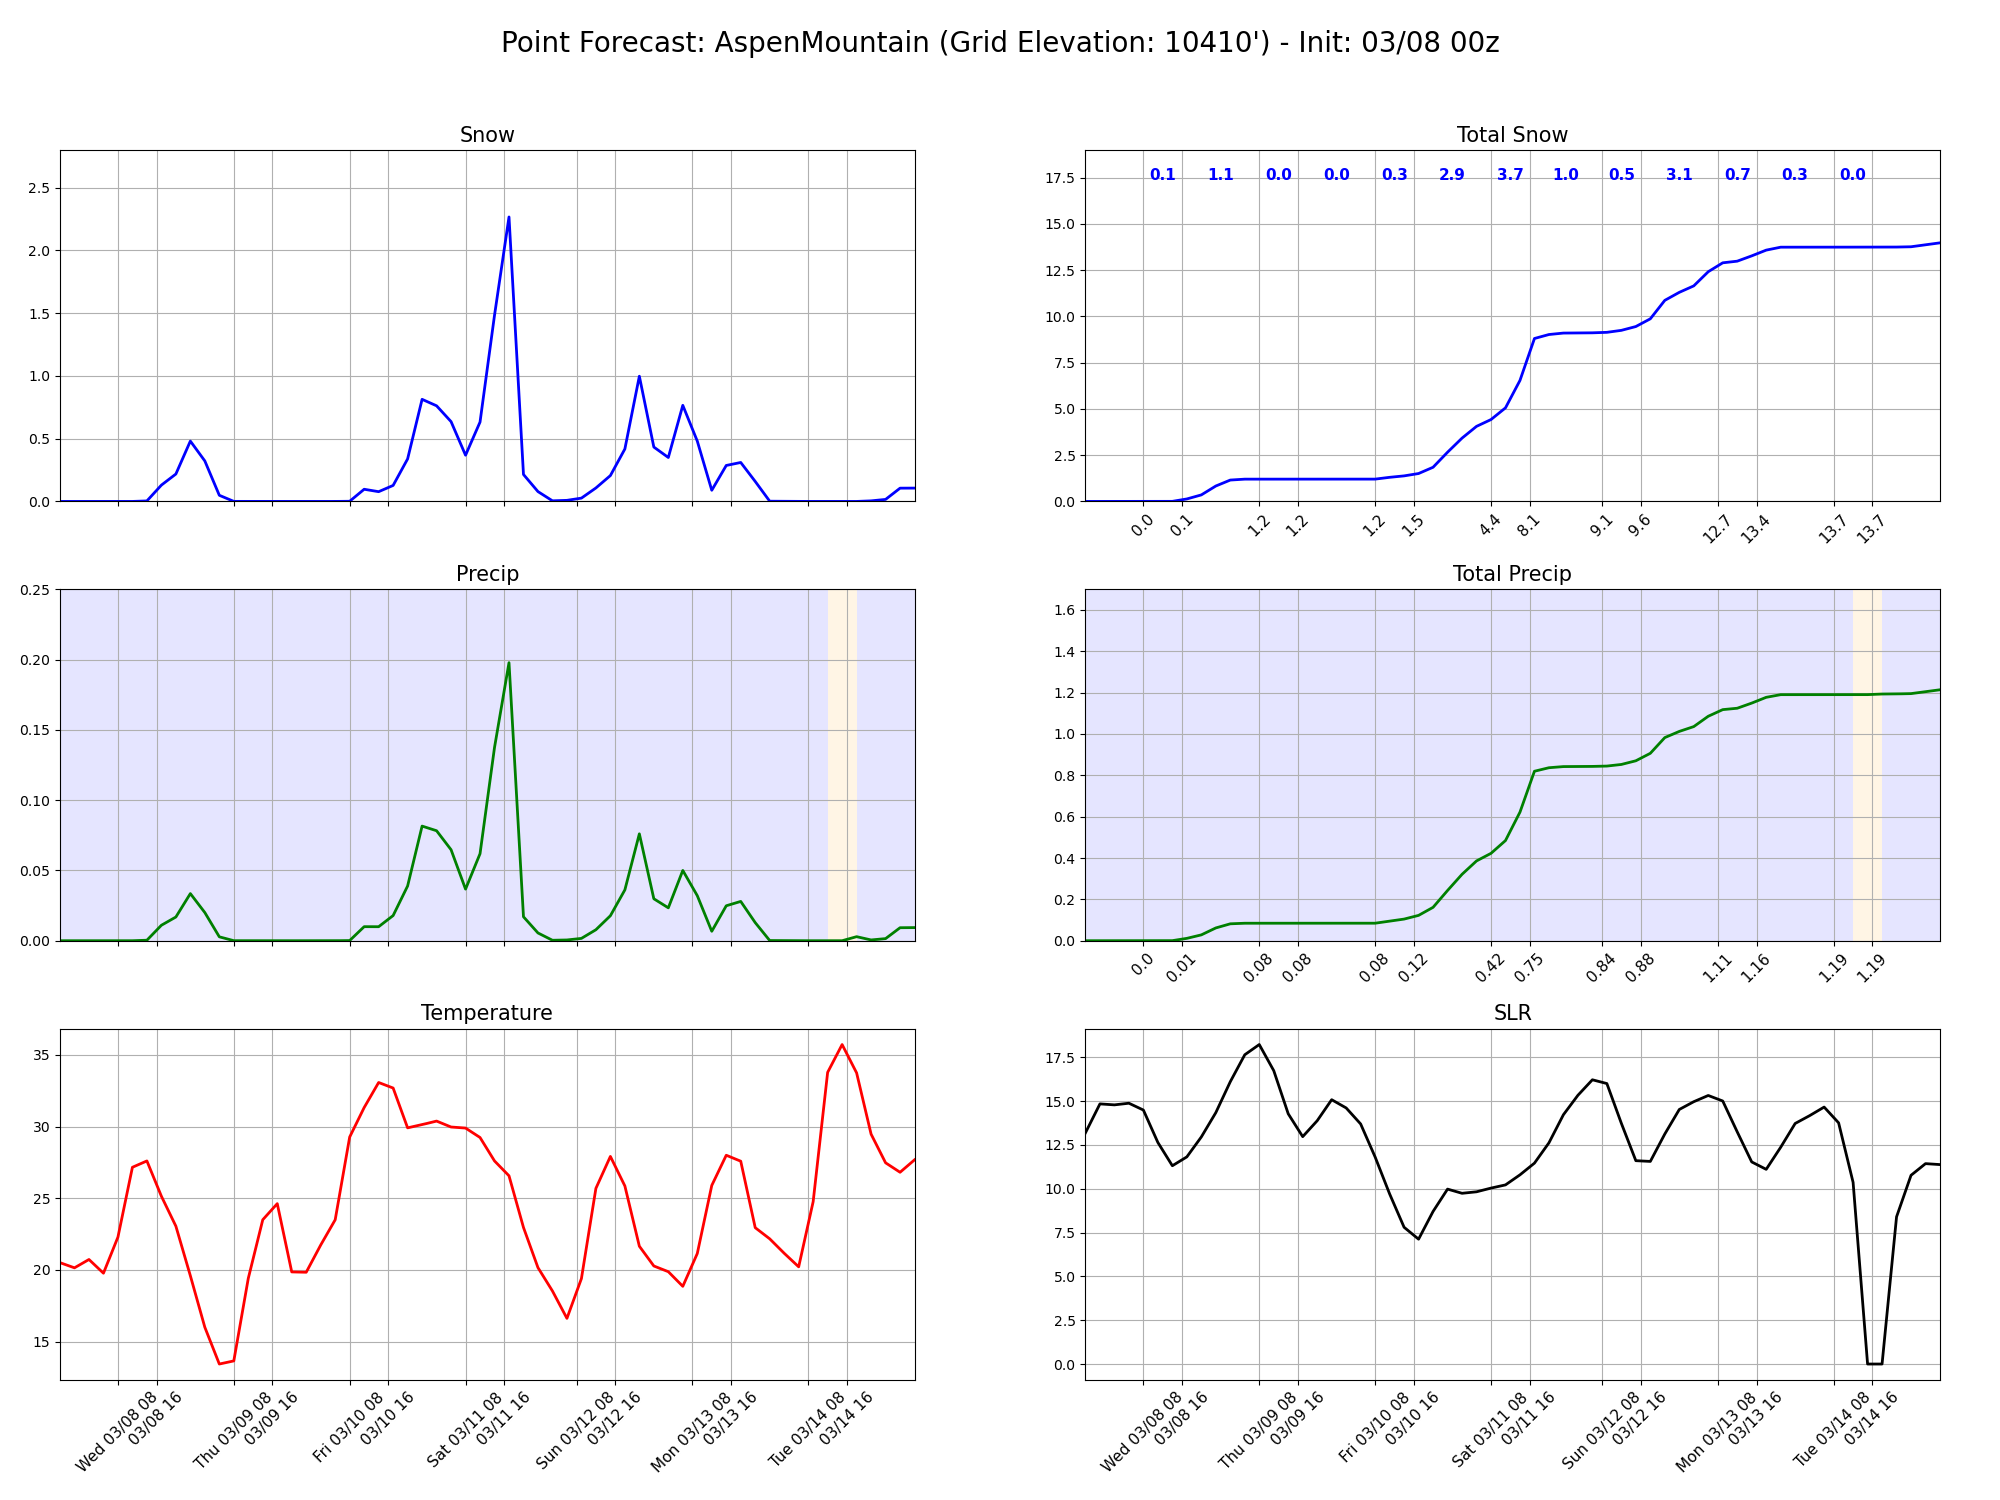 Point Forecast: AspenMountain (Grid Elevation: 10410') - Init: 03/08 00z
Snow
2.5
2.0
1.5
1.0
0.5
0.0
Total Snow
0.1 1.1 0.0 0.0 0.3 2.9 3.7 1.0 0.5 3.1 0.7 0.3 0.0
17.5
15.0
12.5
10.0
7.5
5.0
2.5
0.0
0.0 0.1 1.2 1.2 1.2 1.5 4.4 8.1 9.1 9.6 12.7 13.4 13.7 13.7
Precip
0.25
0.20
0.15
0.10
0.05
0.00
Total Precip
1.6
1.4
1.2
1.0
0.8
0.6
0.4
0.2
0.0
0.0 0.01 0.08 0.08 0.08 0.12 0.42 0.75 0.84 0.88 1.11 1.16 1.19 1.19
Temperature
35
30
25
20
15
Wed 03/08 08
03/08 16
Thu 03/09 08
03/09 16
Fri 03/10 08
03/10 16
Sat 03/11 08
03/11 16
Sun 03/12 08
03/12 16
Mon 03/13 08
03/13 16
Tue 03/14 08
03/14 16
SLR
17.5
15.0
12.5
10.0
7.5
5.0
2.5
0.0
Wed 03/08 08
03/08 16
Thu 03/09 08
03/09 16
Fri 03/10 08
03/10 16
Sat 03/11 08
03/11 16
Sun 03/12 08
03/12 16
Mon 03/13 08
03/13 16
Tue 03/14 08
03/14 16